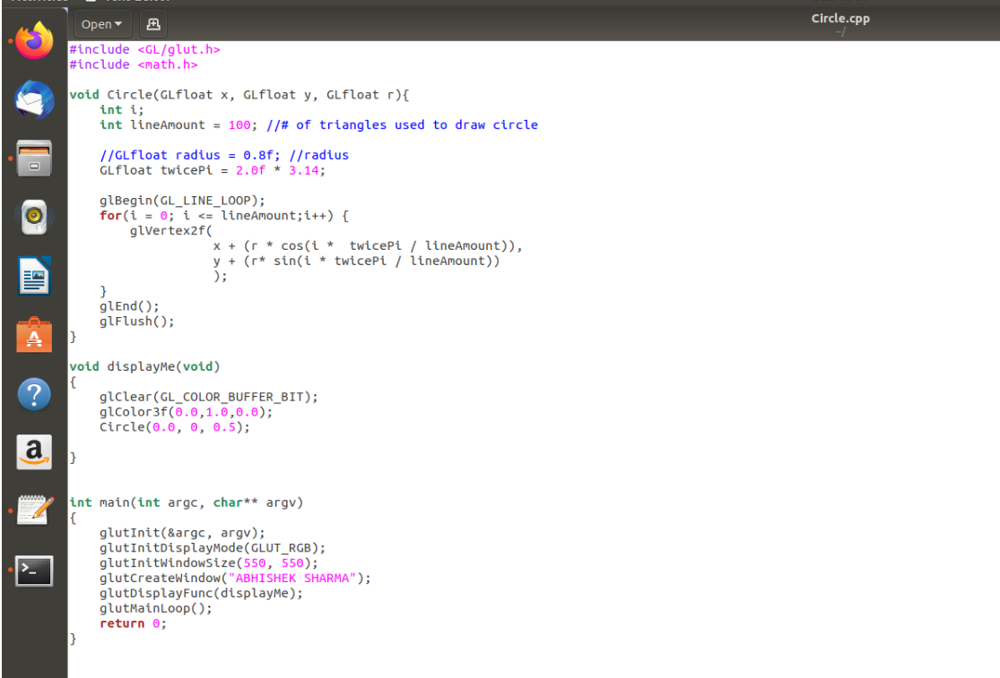 Open
Circle.cpp
~/
#include <GL/glut.h>
#include <math.h>
void Circle(GLfloat x, GLfloat y, GLfloat r){
int i;
int lineAmount = 100; //# of triangles used to draw circle
//GLfloat radius = 0.8f; //radius
GLfloat twicePi = 2.0f * 3.14;
glBegin(GL_LINE_LOOP);
for(i = 0; i <= lineAmount;i++) {
glVertex2f(
x + (r * cos(i *  twicePi / lineAmount)),
y + (r* sin(i * twicePi / lineAmount))
);
}
glEnd();
glFlush();
}
void displayMe(void)
{
glClear(GL_COLOR_BUFFER_BIT);
glColor3f(0.0,1.0,0.0);
Circle(0.0, 0, 0.5);
}
int main(int argc, char** argv)
{
glutInit(&argc, argv);
glutInitDisplayMode(GLUT_RGB);
glutInitWindowSize(550, 550);
glutCreateWindow("ABHISHEK SHARMA");
glutDisplayFunc(displayMe);
glutMainLoop();
return 0;
}